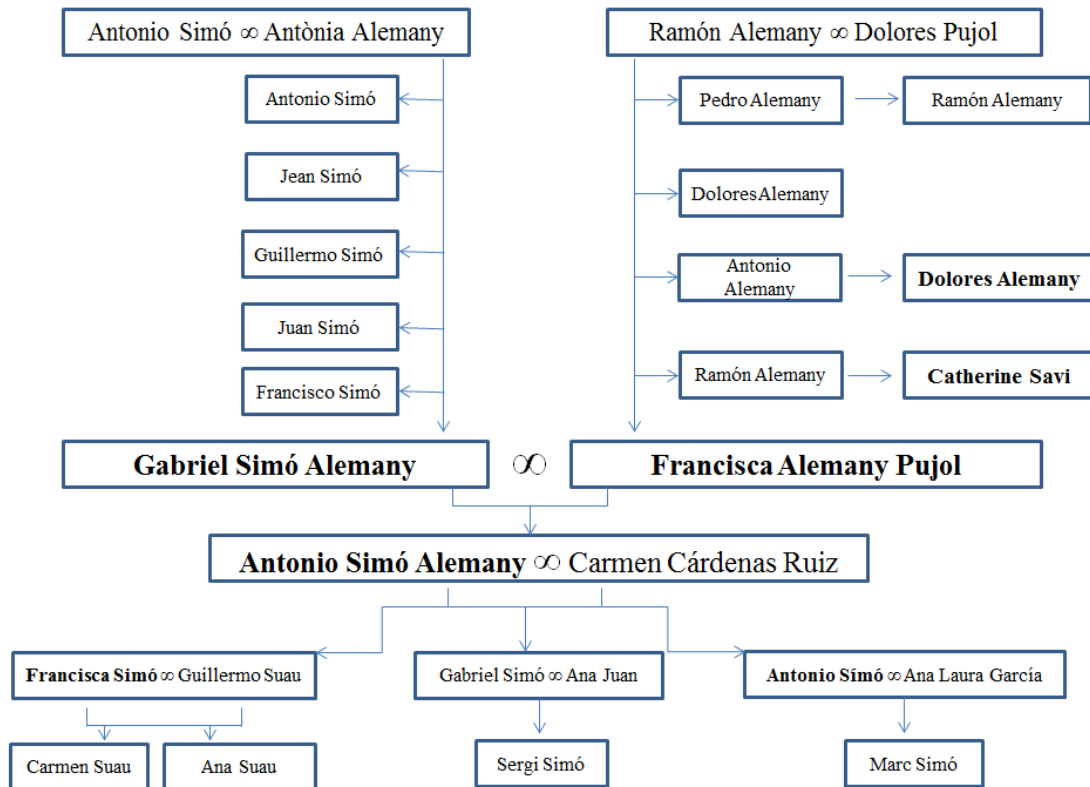 Antonio Simó ∞ Antònia Alemany
Ramón Alemany ∞ Dolores Pujol
Antonio Simó
Pedro Alemany
Ramón Alemany
Jean Simó
DoloresAlemany
Guillermo Simó
Antonio
Alemany
Dolores Alemany
Juan Simó
Francisco Simó
Ramón Alemany
Catherine Savi
Gabriel Simó Alemany
∞
Francisca Alemany Pujol
Antonio Simó Alemany ∞ Carmen Cárdenas Ruiz
Francisca Simó ∞ Guillermo Suau
Gabriel Simó ∞ Ana Juan
Antonio Símó ∞ Ana Laura García
Carmen Suau
Ana Suau
Sergi Simó
Marc Simó